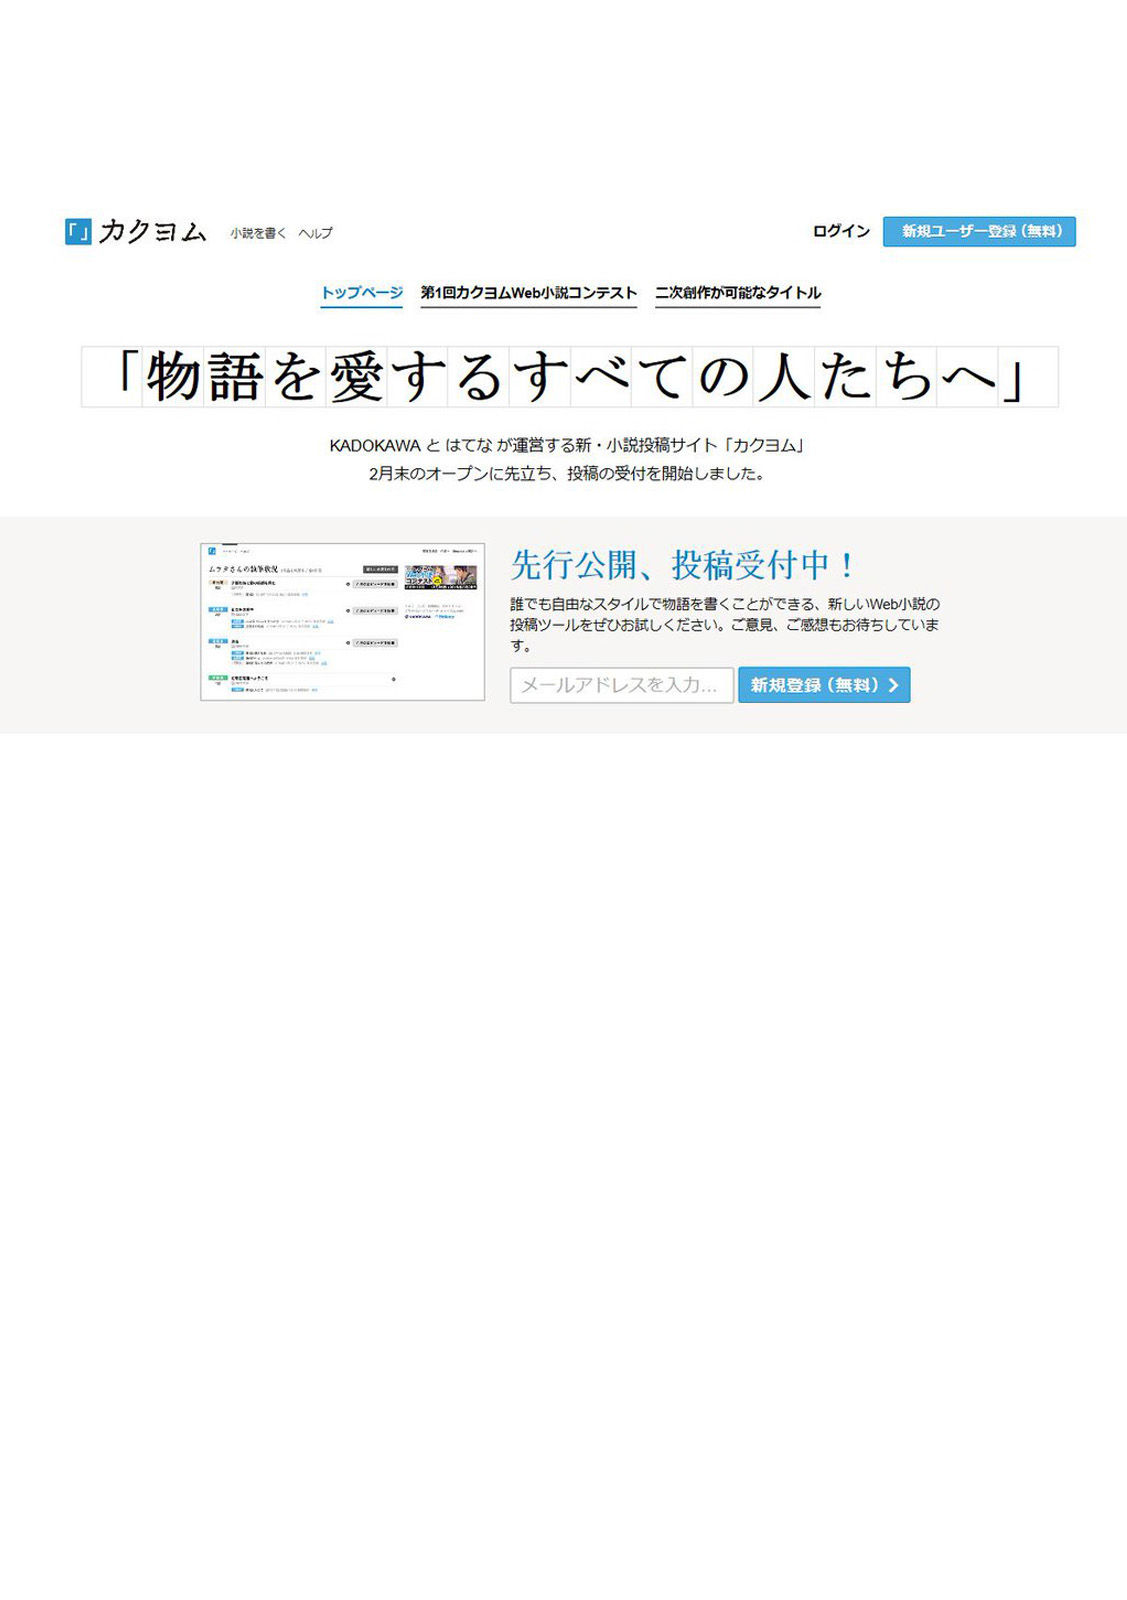 カクヨム 小説を書く ヘルプ ログイン 新規ユーザー登録（無料）
トップページ 第1回カクヨムWeb小説コンテスト 二次創作が可能なタイトル
「物語を愛するすべての人たちへ」
KADOKAWA と はてな が運営する新・小説投稿サイト「カクヨム」
2月末のオープンに先立ち、投稿の受付を開始しました。
ムラタさんの執筆状況
先行公開、投稿受付中！
誰でも自由なスタイルで物語を書くことができる、新しいWeb小説の
投稿ツールをぜひお試しください。ご意見、ご感想もお待ちしていま
す。
メールアドレスを入力... 新規登録（無料）